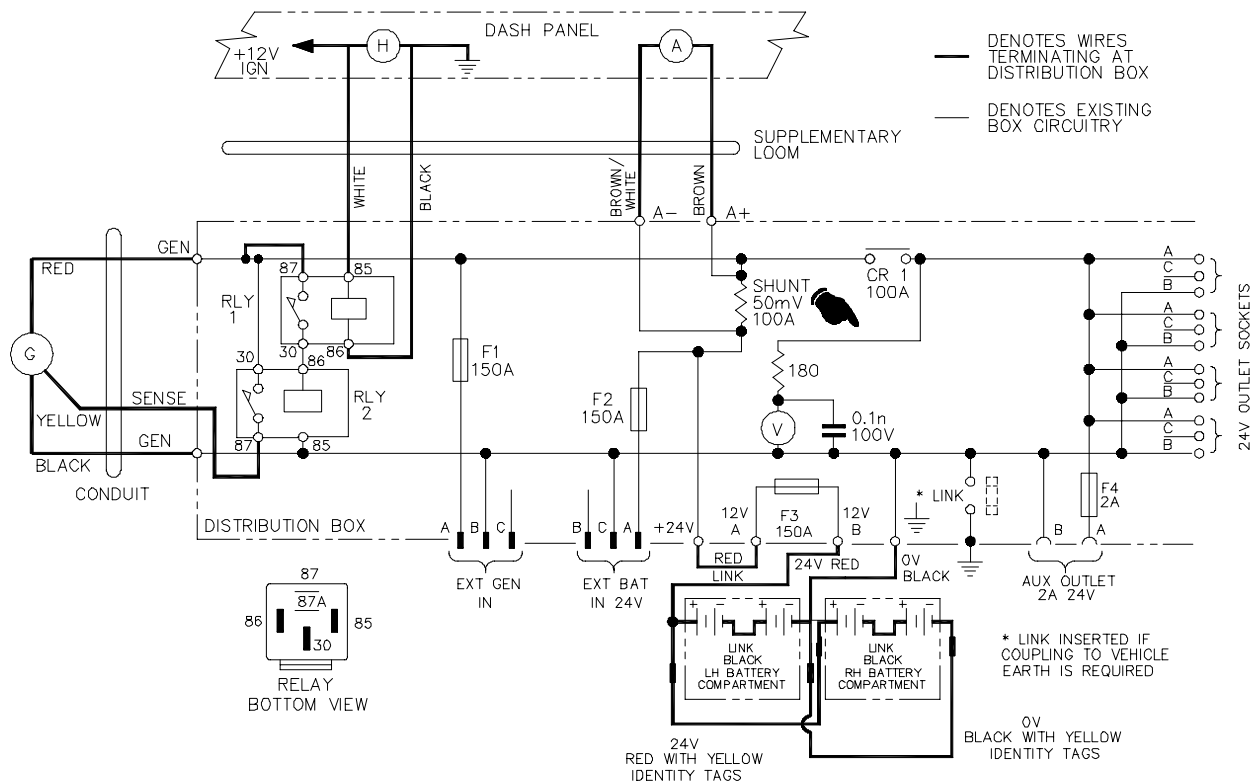 DASH PANEL
+12V
IGN
H
A
DENOTES WIRES
TERMINATING AT
DISTRIBUTION BOX
DENOTES EXISTING
BOX CIRCUITRY
SUPPLEMENTARY
LOOM
WHITE
BLACK
BROWN/
WHITE
BROWN
A-
A+
GEN
RED
87
85
RLY
1
30
86
30
86
RLY
2
87
85
G
SENSE
YELLOW
GEN
BLACK
CONDUIT
F1
150A
F2
150A
SHUNT
50mV
100A
CR 1
100A
180
V
0.1n
100V
A
C
B
A
C
B
A
C
B
A
C
B
24V OUTLET SOCKETS
* LINK
F4
2A
DISTRIBUTION BOX
A
B
C
EXT GEN
IN
B
C
A
EXT BAT
IN 24V
+24V
12V
A
F3
150A
12V
B
RED
LINK
24V RED
0V
BLACK
B
A
AUX OUTLET
2A 24V
+ - + -
LINK
BLACK
LH BATTERY
COMPARTMENT
+ - + -
LINK
BLACK
RH BATTERY
COMPARTMENT
* LINK INSERTED IF
COUPLING TO VEHICLE
EARTH IS REQUIRED
87
87A
86
85
30
RELAY
BOTTOM VIEW
24V
RED WITH YELLOW
IDENTITY TAGS
0V
BLACK WITH YELLOW
IDENTITY TAGS